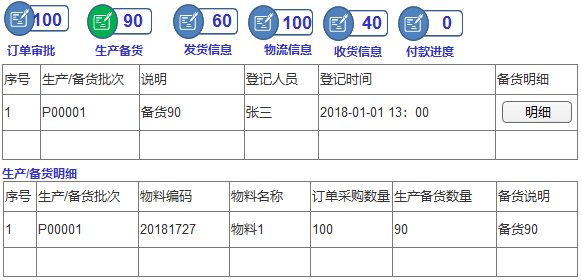 100 90 60 100 40 0
订单审批 生产备货 发货信息 物流信息 收货信息 付款进度
序号 生产/备货批次 说明 登记人员 登记时间 备货明细
1 P00001 备货90 张三 2018-01-01 13：00 明细
生产/备货明细
序号 生产/备货批次 物料编码 物料名称 订单采购数量 生产备货数量 备货说明
1 P00001 20181727 物料1 100 90 备货90